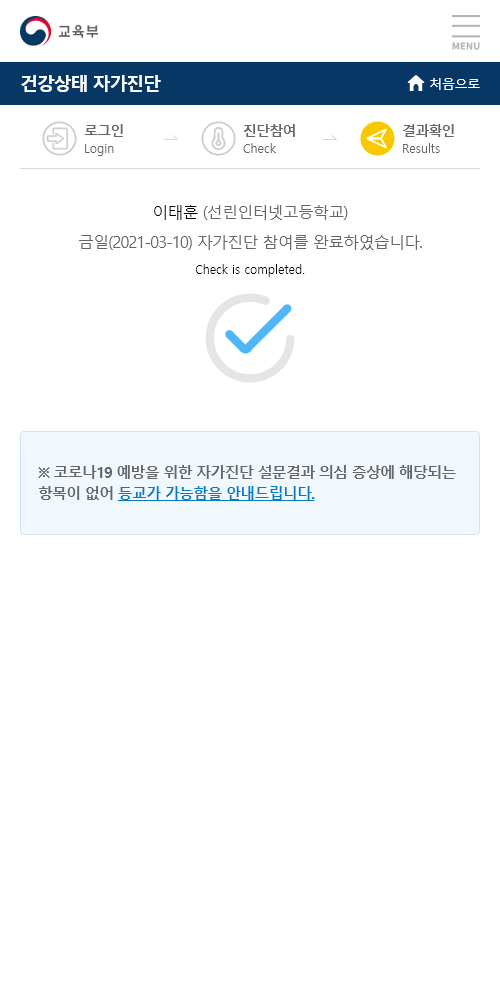 교육부
MENU
건강상태 자가진단
처음으로
로그인
Login
진단참여
Check
결과확인
Results
이태훈 (선린인터넷고등학교)
금일(2021-03-10) 자가진단 참여를 완료하였습니다.
Check is completed.
※ 코로나19 예방을 위한 자가진단 설문결과 의심 증상에 해당되는
항목이 없어 등교가 가능함을 안내드립니다.